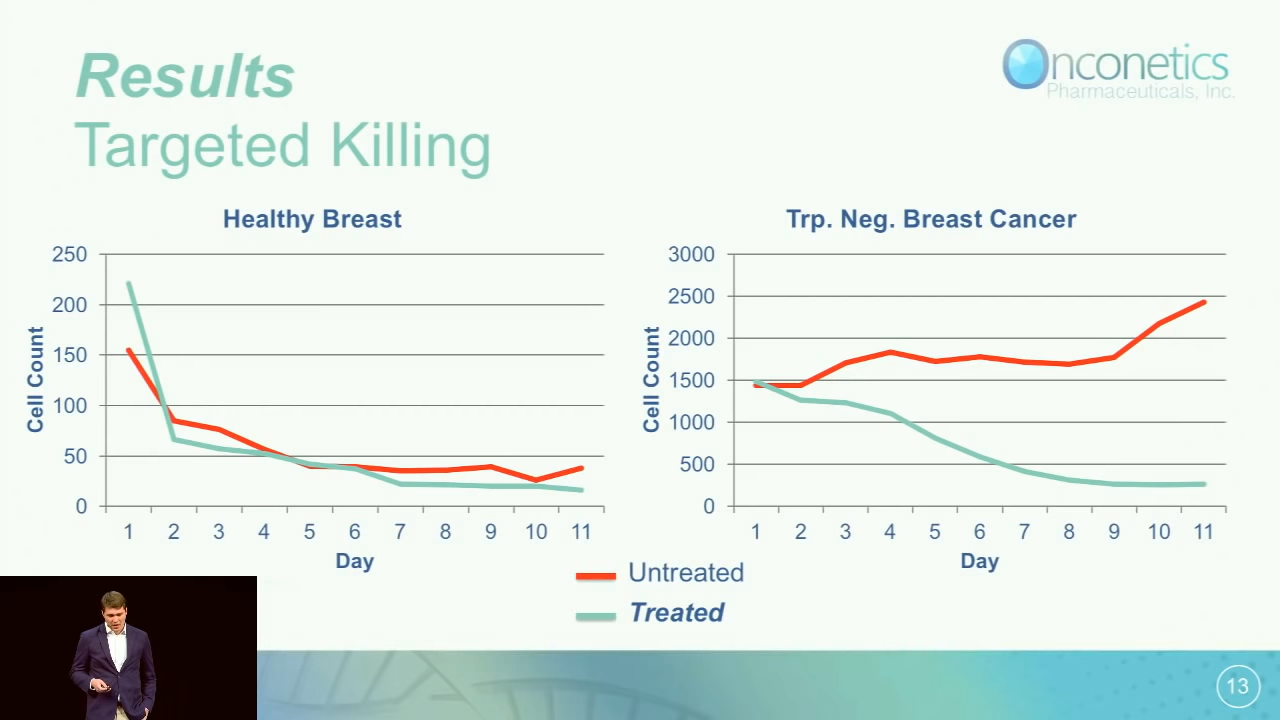 Results
Targeted Killing
Onconetics
Pharmaceuticals, Inc.
Healthy Breast
250
200
150
100
50
0
Cell Count
1 2 3 4 5 6 7 8 9 10 11
Day
Trp. Neg. Breast Cancer
3000
2500
2000
1500
1000
500
0
Cell Count
1 2 3 4 5 6 7 8 9 10 11
Day
Untreated
Treated
13